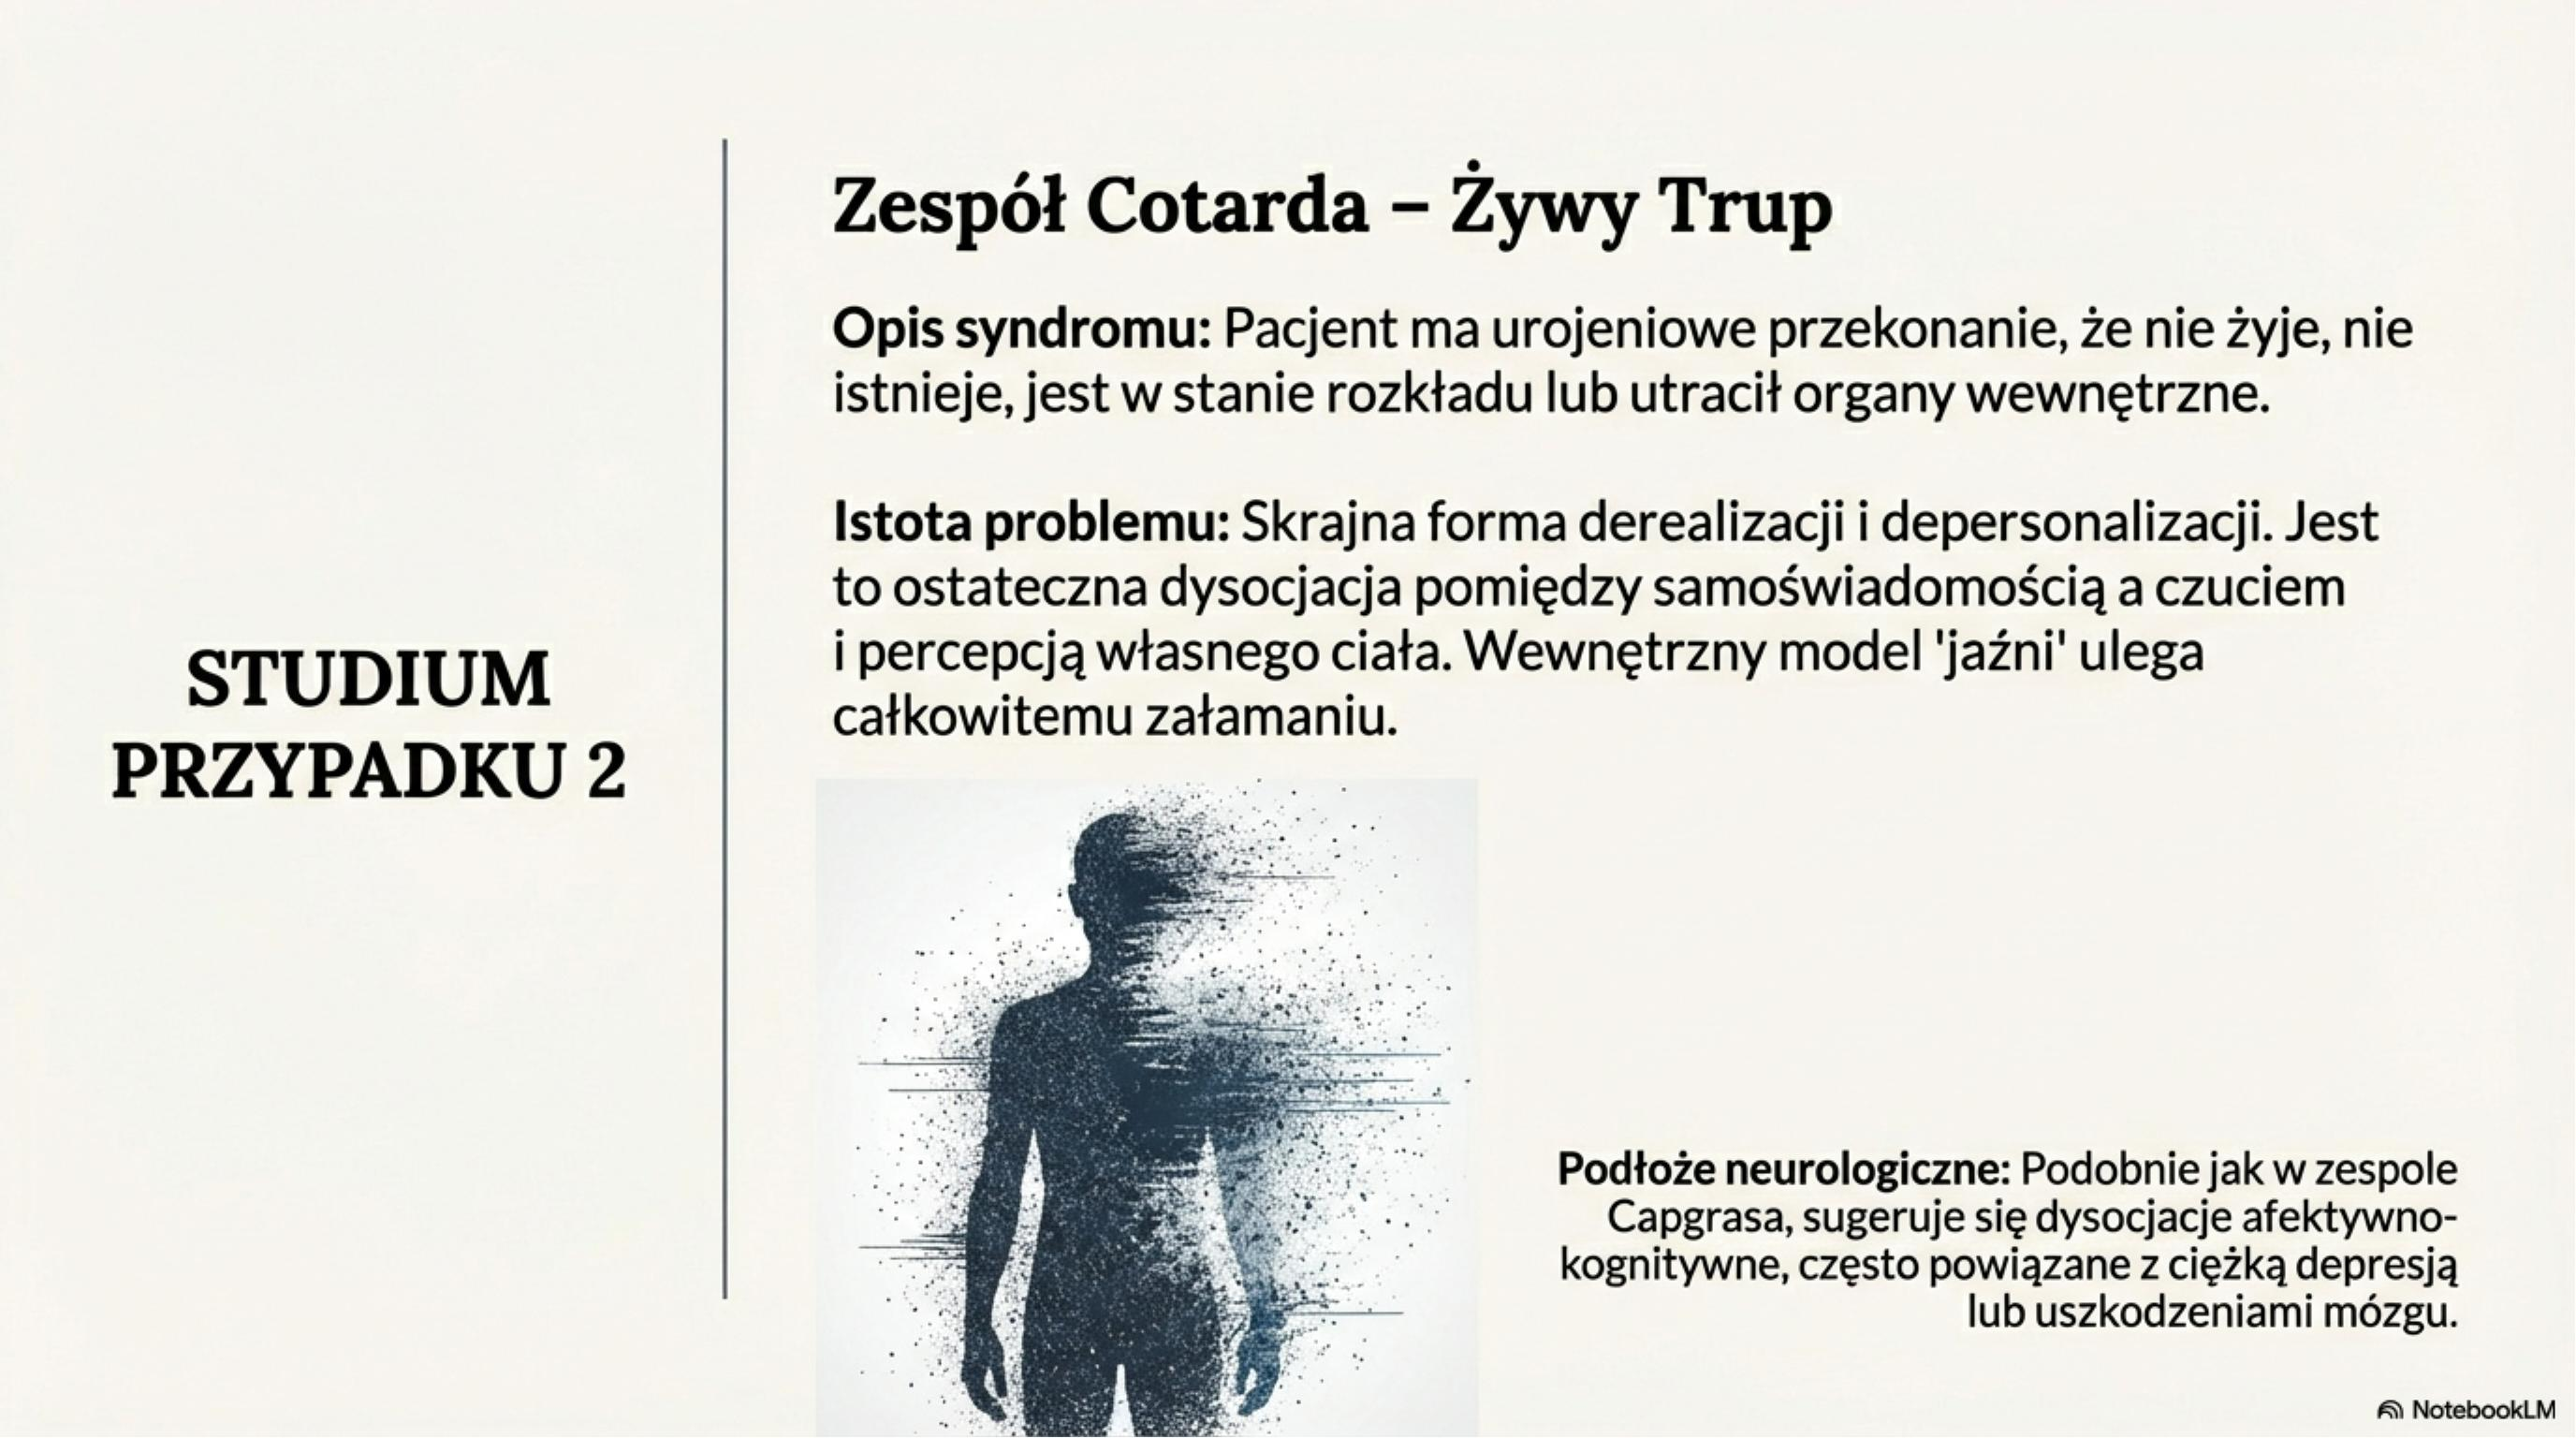 STUDIUM
PRZYPADKU 2
Zespół Cotarda – Żywy Trup
Opis syndromu: Pacjent ma urojeniowe przekonanie, że nie żyje, nie
istnieje, jest w stanie rozkładu lub utracił organy wewnętrzne.
Istota problemu: Skrajna forma derealizacji i depersonalizacji. Jest
to ostateczna dysocjacja pomiędzy samoświadomością a czuciem
i percepcją własnego ciała. Wewnętrzny model 'jaźni' ulega
całkowitemu załamaniu.
Podłoże neurologiczne: Podobnie jak w zespole
Capgrasa, sugeruje się dysocjacje afektywno-
kognitywne, często powiązane z ciężką depresją
lub uszkodzeniami mózgu.
NotebookLM